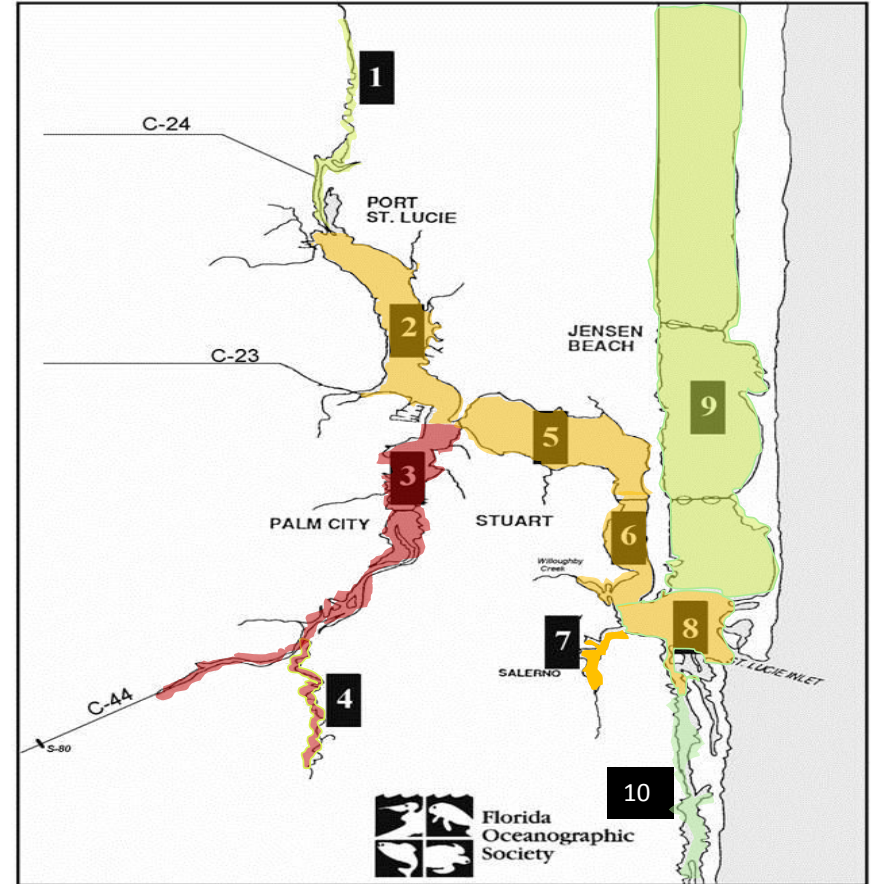 1
C-24
PORT
ST. LUCIE
2
JENSEN
BEACH
C-23
9
5
3
PALM CITY
STUART
6
Willoughby
Creek
7
8
SALERNO
ST. LUCIE INLET
4
C-44
S-80
10
Florida
Oceanographic
Society